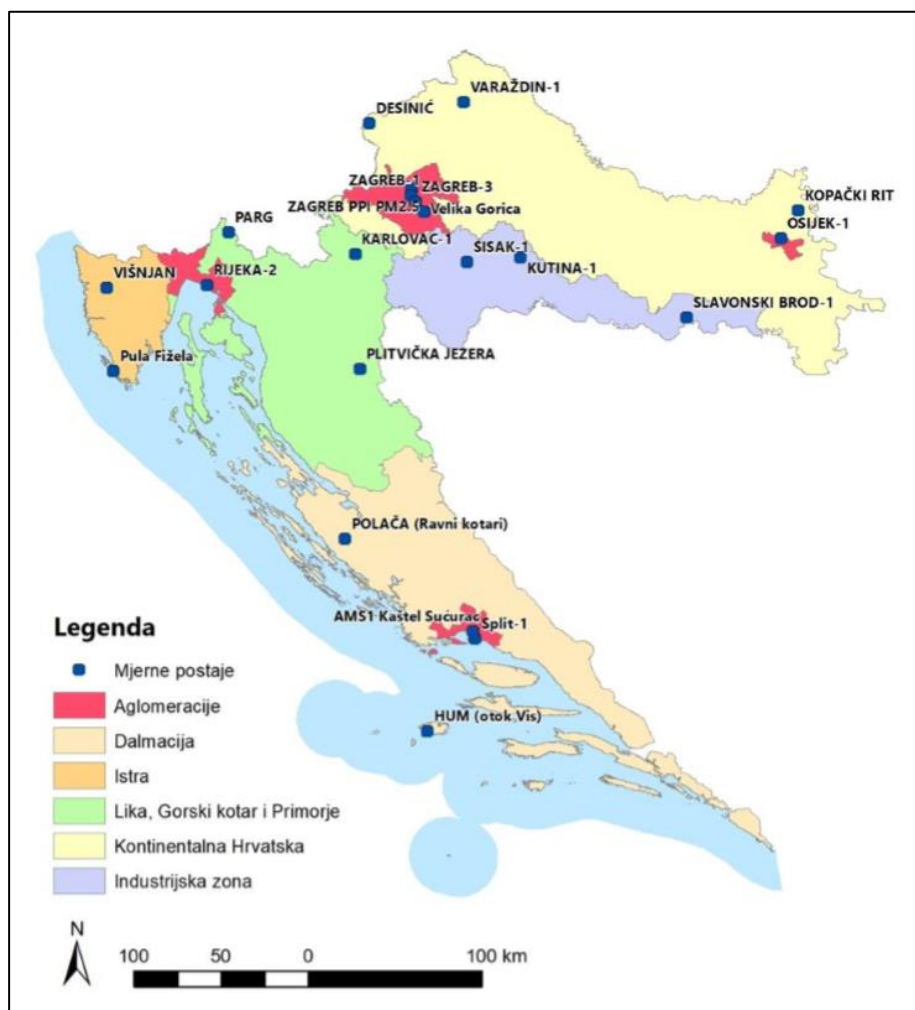 VARAŽDIN-1
DESINIĆ
ZAGREB-1
ZAGREB-3
KOPAČKI RIT
ZAGREB PPI PM2.5
Velika Gorica
OSIJEK-1
PARG
KARLOVAC-1
SISAK-1
KUTINA-1
VIŠNJAN
RIJEKA-2
SLAVONSKI BROD-1
Pula Fižela
PLITVIČKA JEZERA
POLAČA (Ravni kotari)
AMS1 Kaštel Sućurac
Split-1
HUM (otok Vis)
Legenda
Mjerne postaje
Aglomeracije
Dalmacija
Istra
Lika, Gorski kotar i Primorje
Kontinentalna Hrvatska
Industrijska zona
N
100 50 0 100 km